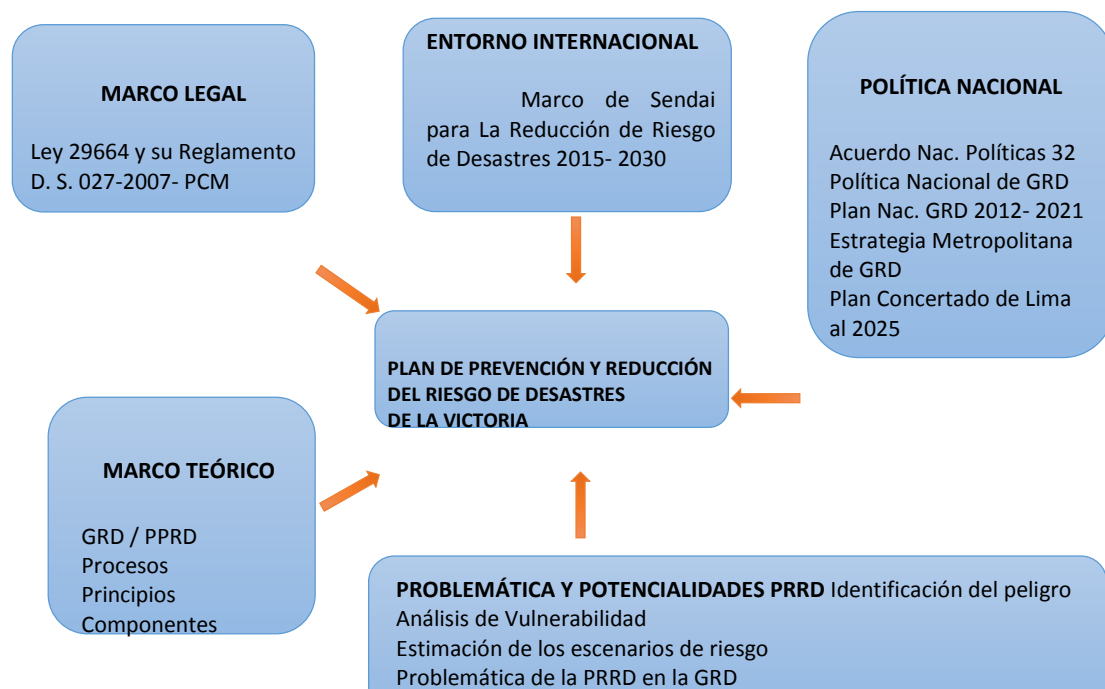 MARCO LEGAL
Ley 29664 y su Reglamento
D. S. 027-2007- PCM
ENTORNO INTERNACIONAL
Marco de Sendai
para La Reducción de Riesgo
de Desastres 2015- 2030
POLÍTICA NACIONAL
Acuerdo Nac. Políticas 32
Política Nacional de GRD
Plan Nac. GRD 2012- 2021
Estrategia Metropolitana
de GRD
Plan Concertado de Lima
al 2025
PLAN DE PREVENCIÓN Y REDUCCIÓN
DEL RIESGO DE DESASTRES
DE LA VICTORIA
MARCO TEÓRICO
GRD / PPRD
Procesos
Principios
Componentes
PROBLEMÁTICA Y POTENCIALIDADES PRRD Identificación del peligro
Análisis de Vulnerabilidad
Estimación de los escenarios de riesgo
Problemática de la PRRD en la GRD